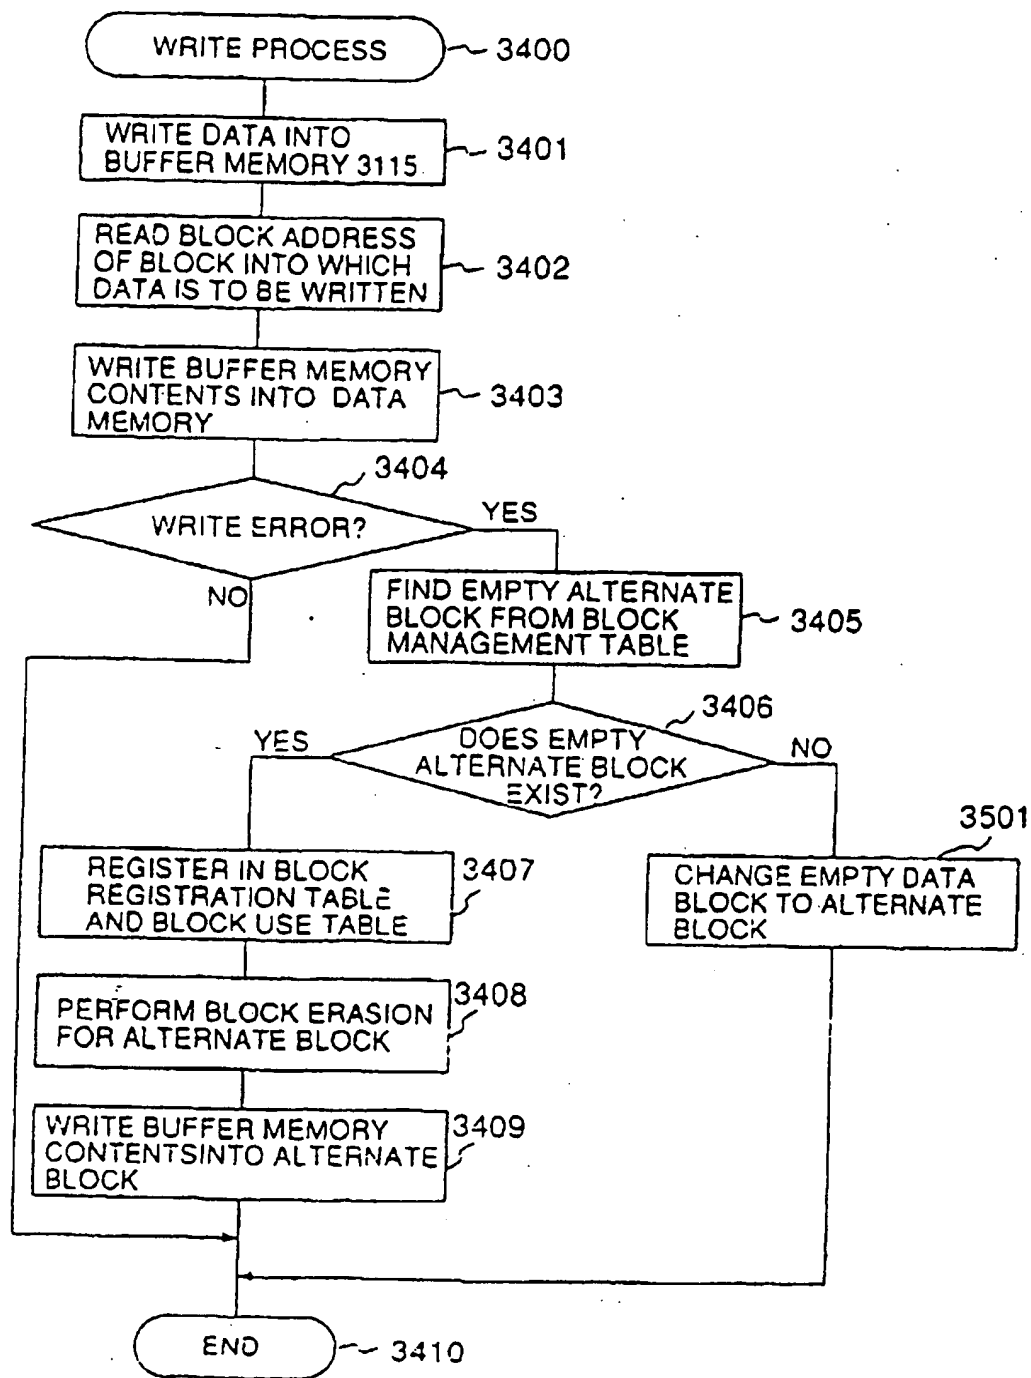 WRITE PROCESS
3400
WRITE DATA INTO
BUFFER MEMORY 3115
3401
READ BLOCK ADDRESS
OF BLOCK INTO WHICH
DATA IS TO BE WRITTEN
3402
WRITE BUFFER MEMORY
CONTENTS INTO DATA
MEMORY
3403
3404
WRITE ERROR?
YES
NO
FIND EMPTY ALTERNATE
BLOCK FROM BLOCK
MANAGEMENT TABLE
3405
3406
YES
DOES EMPTY
ALTERNATE BLOCK
EXIST?
NO
3501
REGISTER IN BLOCK
REGISTRATION TABLE
AND BLOCK USE TABLE
3407
CHANGE EMPTY DATA
BLOCK TO ALTERNATE
BLOCK
PERFORM BLOCK ERASION
FOR ALTERNATE BLOCK
3408
WRITE BUFFER MEMORY
CONTENTSINTO ALTERNATE
BLOCK
3409
END
3410